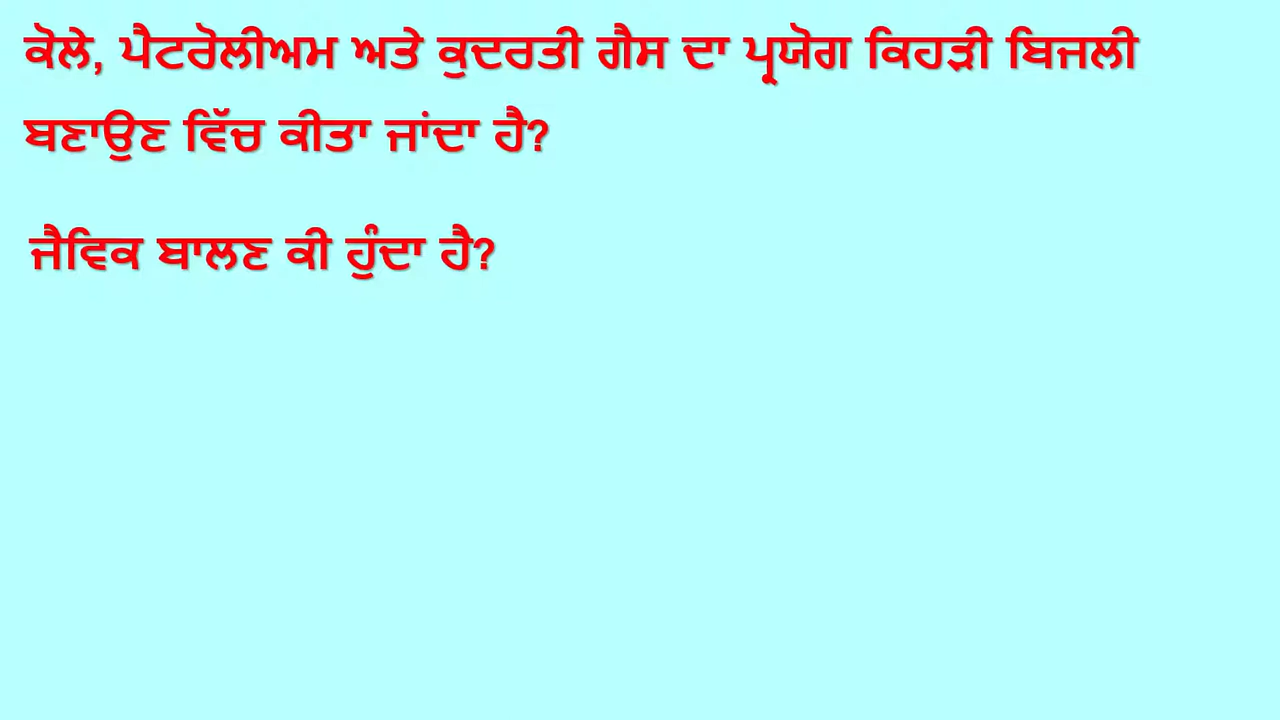 ਕੋਲੇ, ਪੈਟਰੋਲੀਅਮ ਅਤੇ ਕੁਦਰਤੀ ਗੈਸ ਦਾ ਪ੍ਰਯੋਗ ਕਿਹੜੀ ਬਿਜਲੀ
ਬਣਾਉਣ ਵਿੱਚ ਕੀਤਾ ਜਾਂਦਾ ਹੈ?
ਜੈਵਿਕ ਬਾਲਣ ਕੀ ਹੁੰਦਾ ਹੈ?